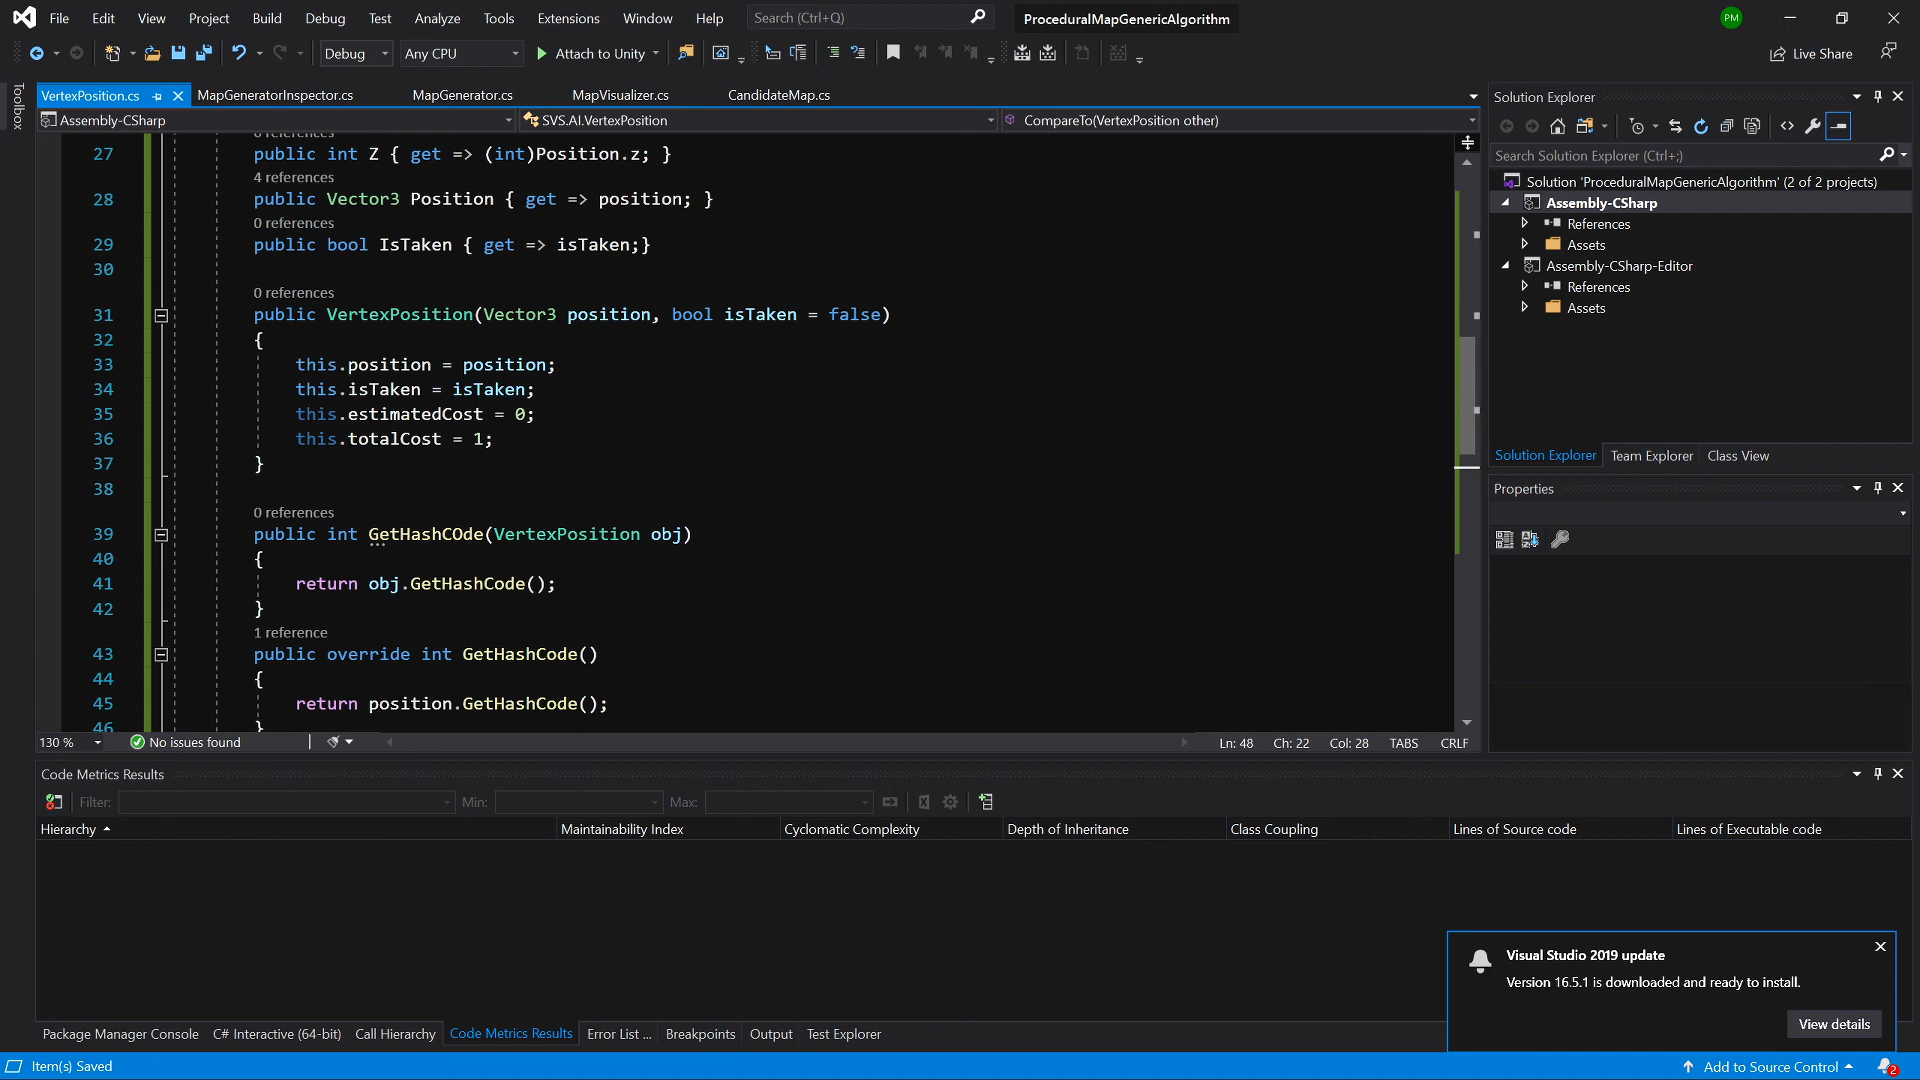 File Edit View Project Build Debug Test Analyze Tools Extensions Window Help Search (Ctrl+Q) ProceduralMapGenericAlgorithm PM
Debug Any CPU Attach to Unity Live Share
Toolbox
VertexPosition.cs MapGeneratorInspector.cs MapGenerator.cs MapVisualizer.cs CandidateMap.cs
Assembly-CSharp SVS.AI.VertexPosition CompareTo(VertexPosition other)
0 references
27 public int Z { get => (int)Position.z; }
4 references
28 public Vector3 Position { get => position; }
0 references
29 public bool IsTaken { get => isTaken;}
30
0 references
31 public VertexPosition(Vector3 position, bool isTaken = false)
32 {
33 this.position = position;
34 this.isTaken = isTaken;
35 this.estimatedCost = 0;
36 this.totalCost = 1;
37 }
38
0 references
39 public int GetHashCOde(VertexPosition obj)
40 {
41 return obj.GetHashCode();
42 }
1 reference
43 public override int GetHashCode()
44 {
45 return position.GetHashCode();
46 }
130 % No issues found Ln: 48 Ch: 22 Col: 28 TABS CRLF
Solution Explorer
Search Solution Explorer (Ctrl+;)
Solution 'ProceduralMapGenericAlgorithm' (2 of 2 projects)
Assembly-CSharp
References
Assets
Assembly-CSharp-Editor
References
Assets
Solution Explorer Team Explorer Class View
Properties
Code Metrics Results
Filter: Min: Max:
Hierarchy Maintainability Index Cyclomatic Complexity Depth of Inheritance Class Coupling Lines of Source code Lines of Executable code
Visual Studio 2019 update
Version 16.5.1 is downloaded and ready to install.
View details
Package Manager Console C# Interactive (64-bit) Call Hierarchy Code Metrics Results Error List ... Breakpoints Output Test Explorer
Item(s) Saved Add to Source Control 2